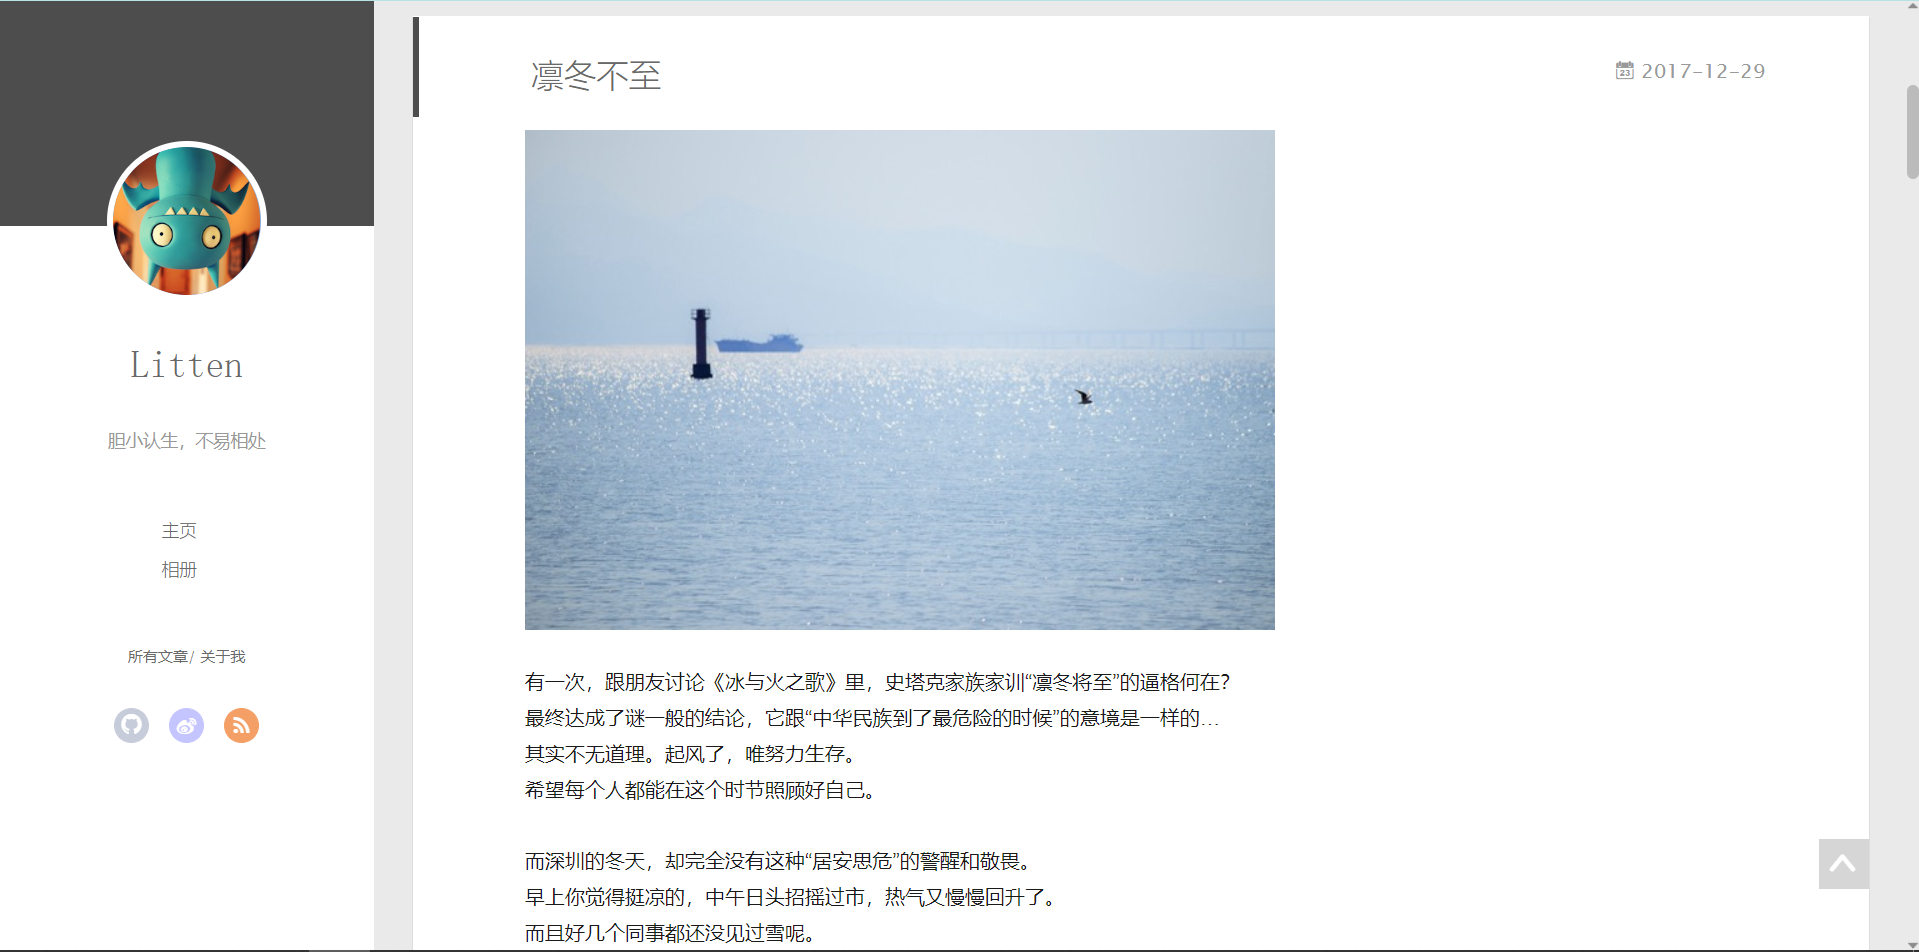 Litten
胆小认生，不易相处
主页
相册
所有文章/ 关于我
凛冬不至
23 2017-12-29
有一次，跟朋友讨论《冰与火之歌》里，史塔克家族家训“凛冬将至”的逼格何在？
最终达成了谜一般的结论，它跟“中华民族到了最危险的时候”的意境是一样的…
其实不无道理。起风了，唯努力生存。
希望每个人都能在这个时节照顾好自己。
而深圳的冬天，却完全没有这种“居安思危”的警醒和敬畏。
早上你觉得挺凉的，中午日头招摇过市，热气又慢慢回升了。
而且好几个同事都还没见过雪呢。